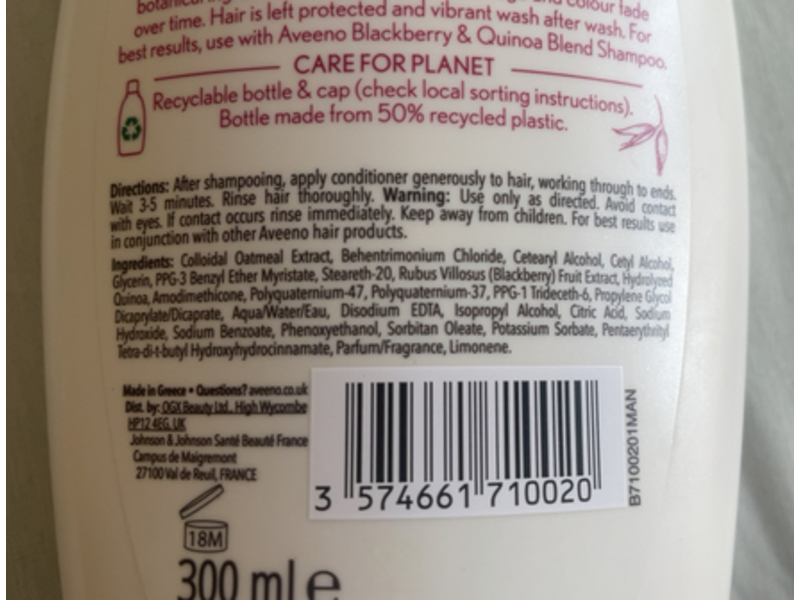 botanical
and colour fade
over time. Hair is left protected and vibrant wash after wash. For
best results, use with Aveeno Blackberry & Quinoa Blend Shampoo.
CARE FOR PLANET
Recyclable bottle & cap (check local sorting instructions).
Bottle made from 50% recycled plastic.
Directions: After shampooing, apply conditioner generously to hair, working through to ends.
Wait 3-5 minutes. Rinse hair thoroughly. Warning: Use only as directed. Avoid contact
with eyes. If contact occurs rinse immediately. Keep away from children. For best results use
in conjunction with other Aveeno hair products.
Ingredients: Colloidal Oatmeal Extract, Behentrimonium Chloride, Cetearyl Alcohol, Cetyl Alcohol,
Glycerin, PPG-3 Benzyl Ether Myristate, Steareth-20, Rubus Villosus (Blackberry) Fruit Extract, Hydrolyzed
Quinoa, Amodimethicone, Polyquaternium-47, Polyquaternium-37, PPG-1 Trideceth-6, Propylene Glycol
Dicaprylate/Dicaprate, Aqua/Water/Eau, Disodium EDTA, Isopropyl Alcohol, Citric Acid, Sodium
Hydroxide, Sodium Benzoate, Phenoxyethanol, Sorbitan Oleate, Potassium Sorbate, Pentaerythrityl
Tetra-di-t-butyl Hydroxyhydrocinnamate, Parfum/Fragrance, Limonene.
Made in Greece • Questions? aveeno.co.uk
Dist. by: OGX Beauty Ltd., High Wycombe
HP12 4EG, UK
Johnson & Johnson Santé Beauté France
Campus de Maigremont
27100 Val de Reuil, FRANCE
3 574661 710020
B7100201MAN
18M
300 ml e